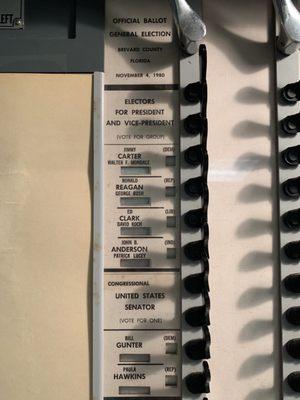 LEFT
OFFICIAL BALLOT
GENERAL ELECTION
BREVARD COUNTY
FLORIDA
NOVEMBER 4, 1980
ELECTORS
FOR PRESIDENT
AND VICE-PRESIDENT
(VOTE FOR GROUP)
JIMMY (DEM)
CARTER
WALTER F. MONDALE
RONALD (REP)
REAGAN
GEORGE BUSH
ED (LIB)
CLARK
DAVID KOCH
JOHN B. (IND)
ANDERSON
PATRICK LUCEY
CONGRESSIONAL
UNITED STATES
SENATOR
(VOTE FOR ONE)
BILL (DEM)
GUNTER
PAULA (REP)
HAWKINS